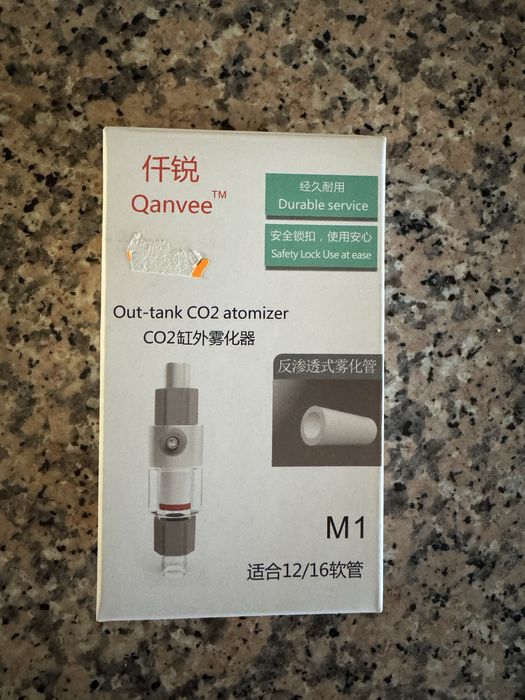 仟锐
Qanvee™
经久耐用
Durable service
安全锁扣，使用安心
Safety Lock Use at ease
Out-tank CO2 atomizer
CO2缸外雾化器
反渗透式雾化管
M1
适合12/16软管